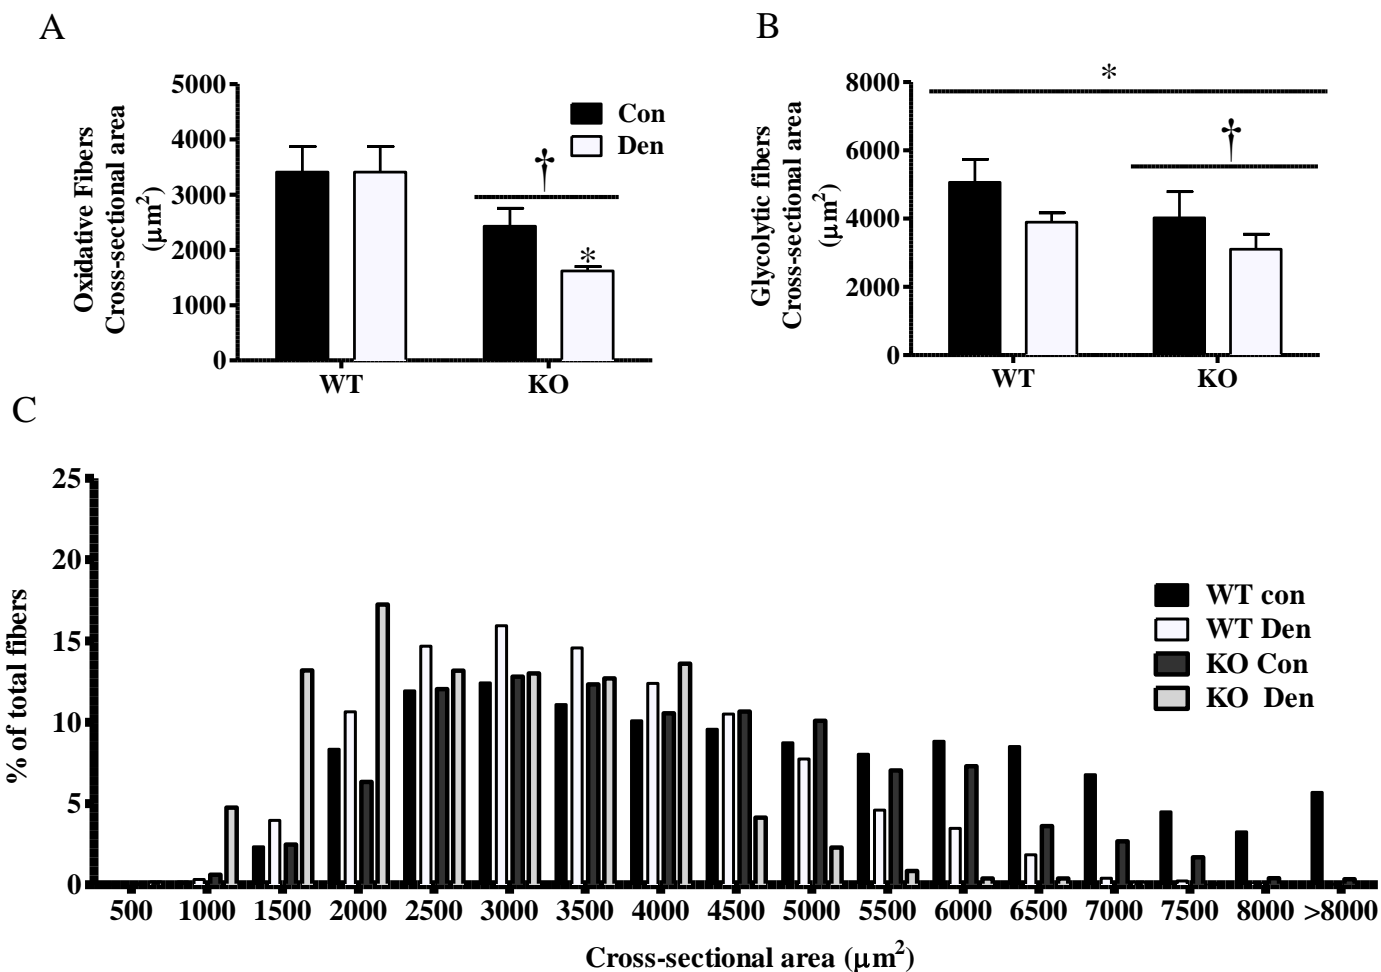 A
B
Oxidative Fibers
Cross-sectional area
(μm²)
5000
4000
3000
2000
1000
0
Con
Den
†
*
WT
KO
Glycolytic fibers
Cross-sectional area
(μm²)
8000
6000
4000
2000
0
*
†
WT
KO
C
% of total fibers
25
20
15
10
5
0
WT con
WT Den
KO Con
KO Den
500 1000 1500 2000 2500 3000 3500 4000 4500 5000 5500 6000 6500 7000 7500 8000 >8000
Cross-sectional area (μm²)